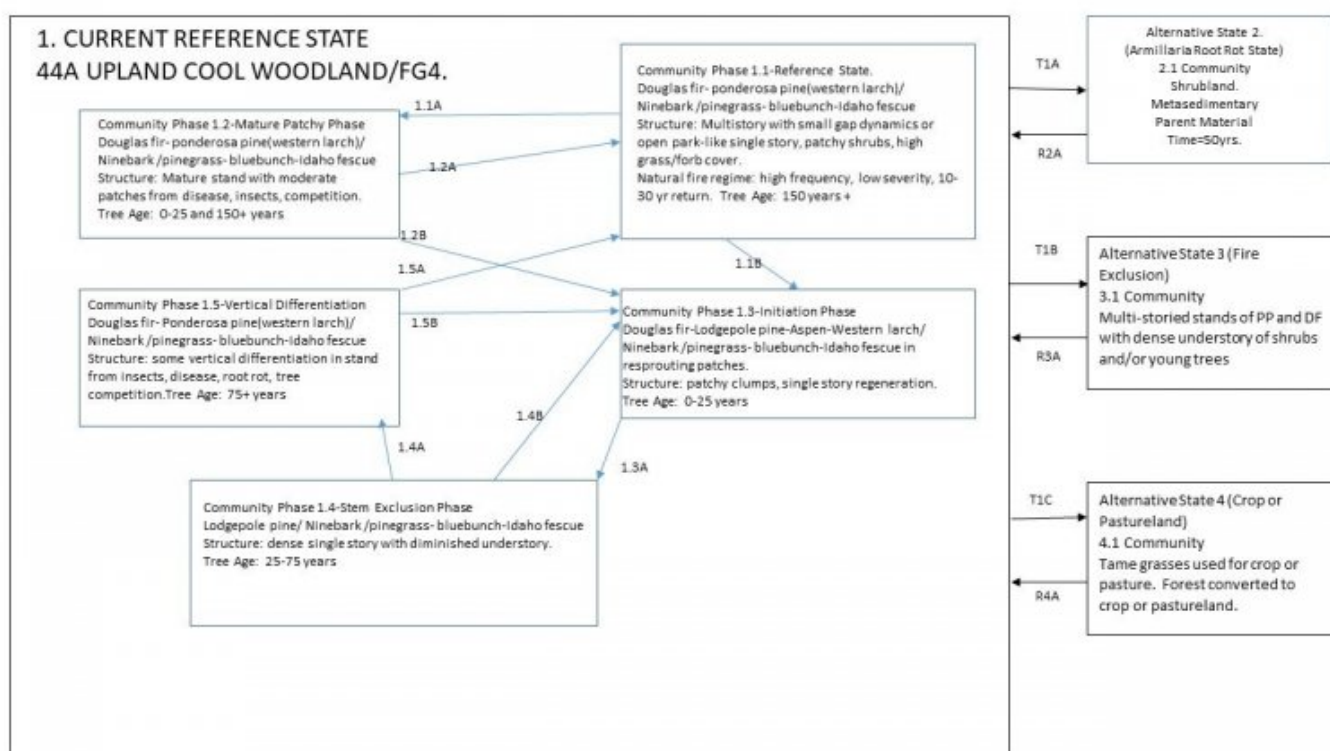 1. CURRENT REFERENCE STATE
44A UPLAND COOL WOODLAND/FG4.
Community Phase 1.1-Reference State.
Douglas fir- ponderosa pine(western larch)/
Ninebark/pinegrass- bluebunch-Idaho fescue
Structure: Multistory with small gap dynamics or
open park-like single story, patchy shrubs, high
grass/forb cover.
Natural fire regime: high frequency, low severity, 10-
30 yr return. Tree Age: 150 years +
1.1A
Community Phase 1.2-Mature Patchy Phase
Douglas fir- ponderosa pine(western larch)/
Ninebark/pinegrass- bluebunch-Idaho fescue
Structure: Mature stand with moderate
patches from disease, insects, competition.
Tree Age: 0-25 and 150+ years
1.2A
1.2B
1.5A
1.1B
Community Phase 1.5-Vertical Differentiation
Douglas fir- Ponderosa pine(western larch)/
Ninebark/pinegrass- bluebunch-Idaho fescue
Structure: some vertical differentiation in stand
from insects, disease, root rot, tree
competition.Tree Age: 75+ years
1.5B
Community Phase 1.3-Initiation Phase
Douglas fir-Lodgepole pine-Aspen-Western larch/
Ninebark/pinegrass- bluebunch-Idaho fescue in
resprouting patches.
Structure: patchy clumps, single story regeneration.
Tree Age: 0-25 years
1.4B
1.4A
1.3A
Community Phase 1.4-Stem Exclusion Phase
Lodgepole pine/ Ninebark/pinegrass- bluebunch-Idaho fescue
Structure: dense single story with diminished understory.
Tree Age: 25-75 years
T1A
R2A
Alternative State 2.
(Armillaria Root Rot State)
2.1 Community
Shrubland.
Metasedimentary
Parent Material
Time=50yrs.
T1B
R3A
Alternative State 3 (Fire
Exclusion)
3.1 Community
Multi-storied stands of PP and DF
with dense understory of shrubs
and/or young trees
T1C
R4A
Alternative State 4 (Crop or
Pastureland)
4.1 Community
Tame grasses used for crop or
pasture. Forest converted to
crop or pastureland.